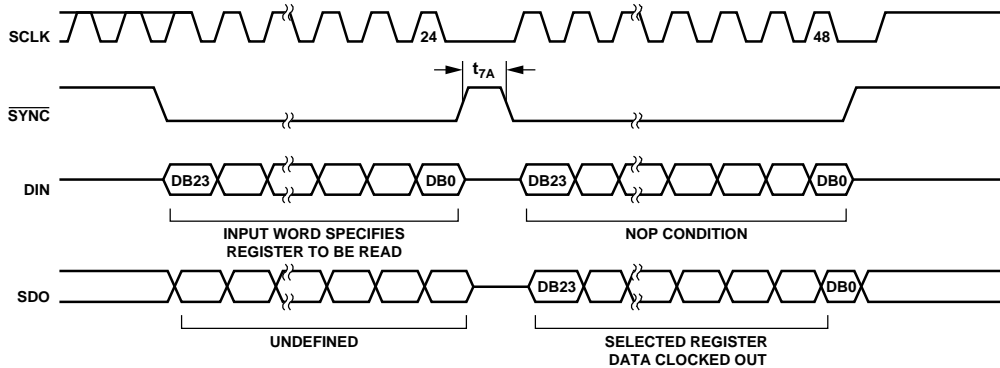 SCLK
24
48
t7A
SYNC
DIN
DB23
DB0
DB23
DB0
INPUT WORD SPECIFIES
REGISTER TO BE READ
NOP CONDITION
SDO
DB23
DB0
UNDEFINED
SELECTED REGISTER
DATA CLOCKED OUT